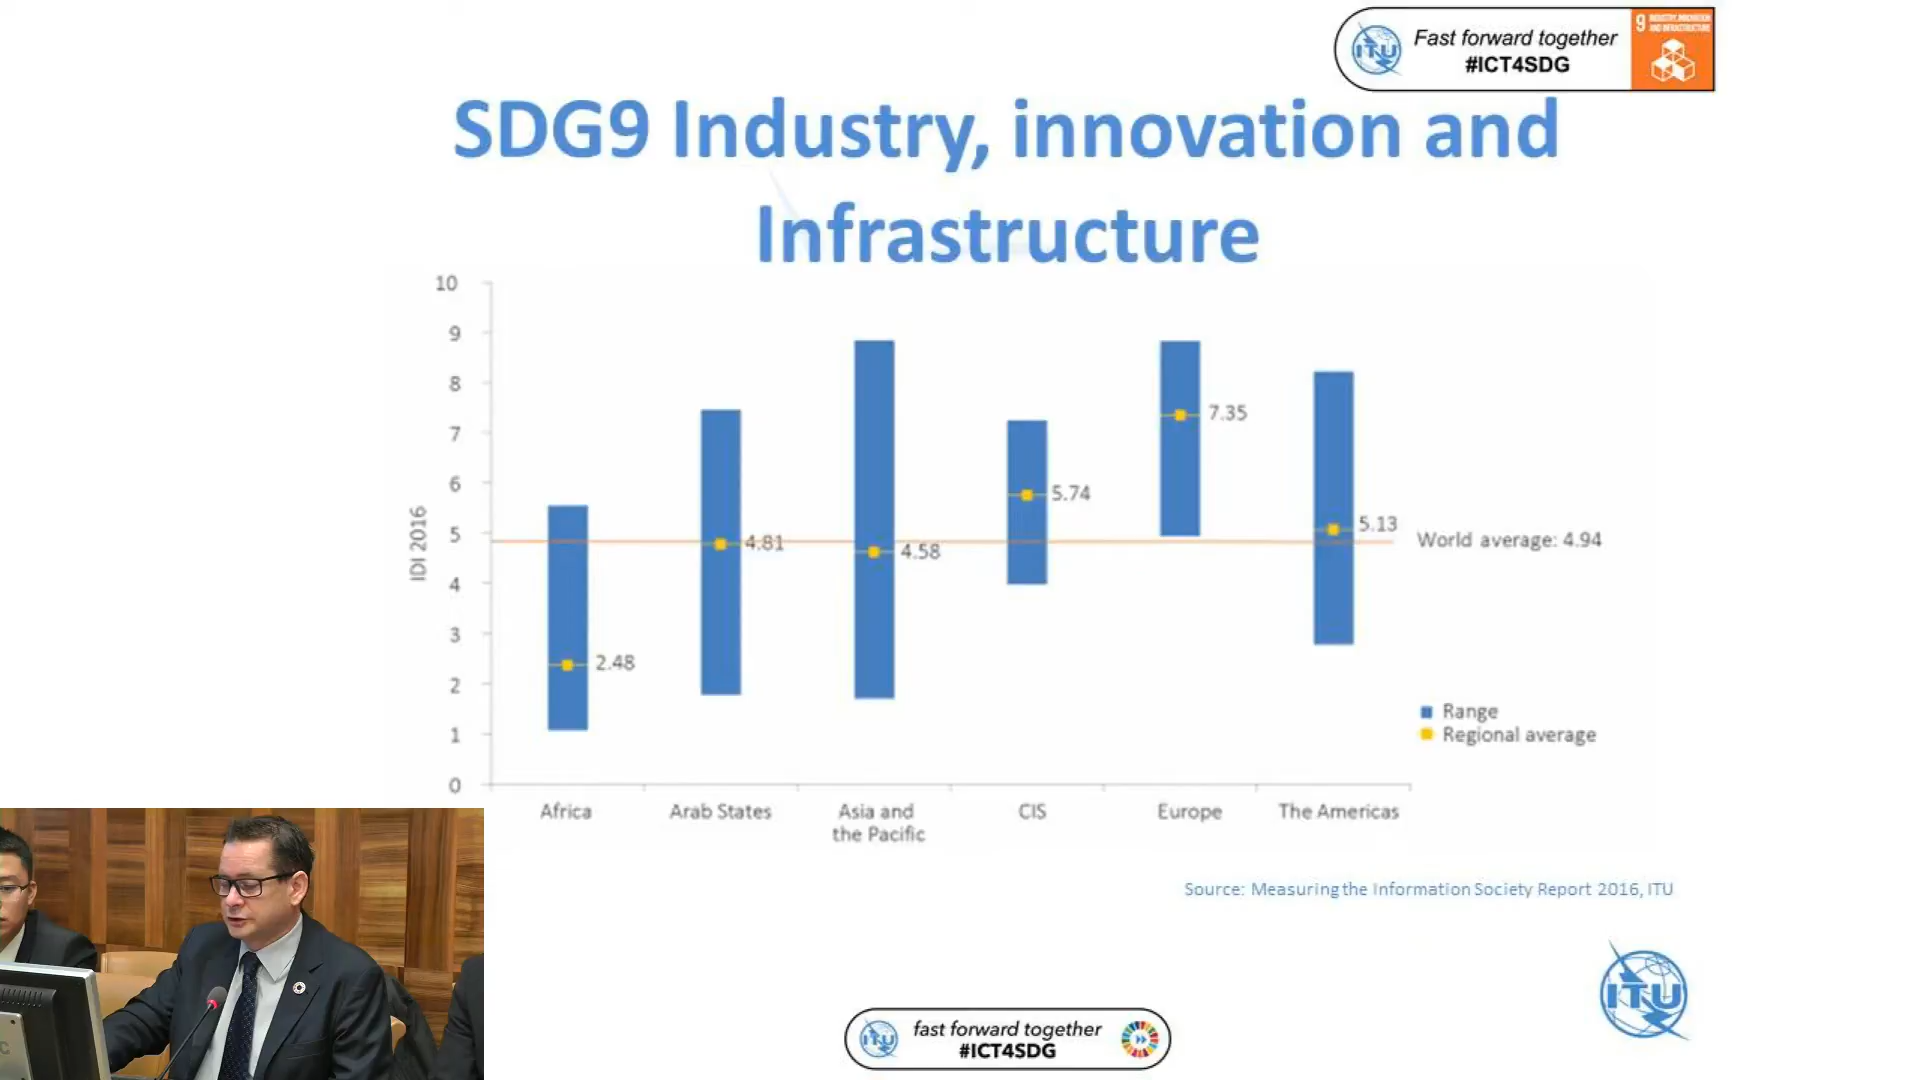 ITU
Fast forward together
#ICT4SDG
9 INDUSTRY, INNOVATION
AND INFRASTRUCTURE
SDG9 Industry, innovation and
Infrastructure
10
9
8
7
6
5
4
3
2
1
0
IDI 2016
2.48
4.81
4.58
5.74
7.35
5.13
World average: 4.94
Range
Regional average
Africa
Arab States
Asia and
the Pacific
CIS
Europe
The Americas
Source: Measuring the Information Society Report 2016, ITU
ITU
ITU
fast forward together
#ICT4SDG